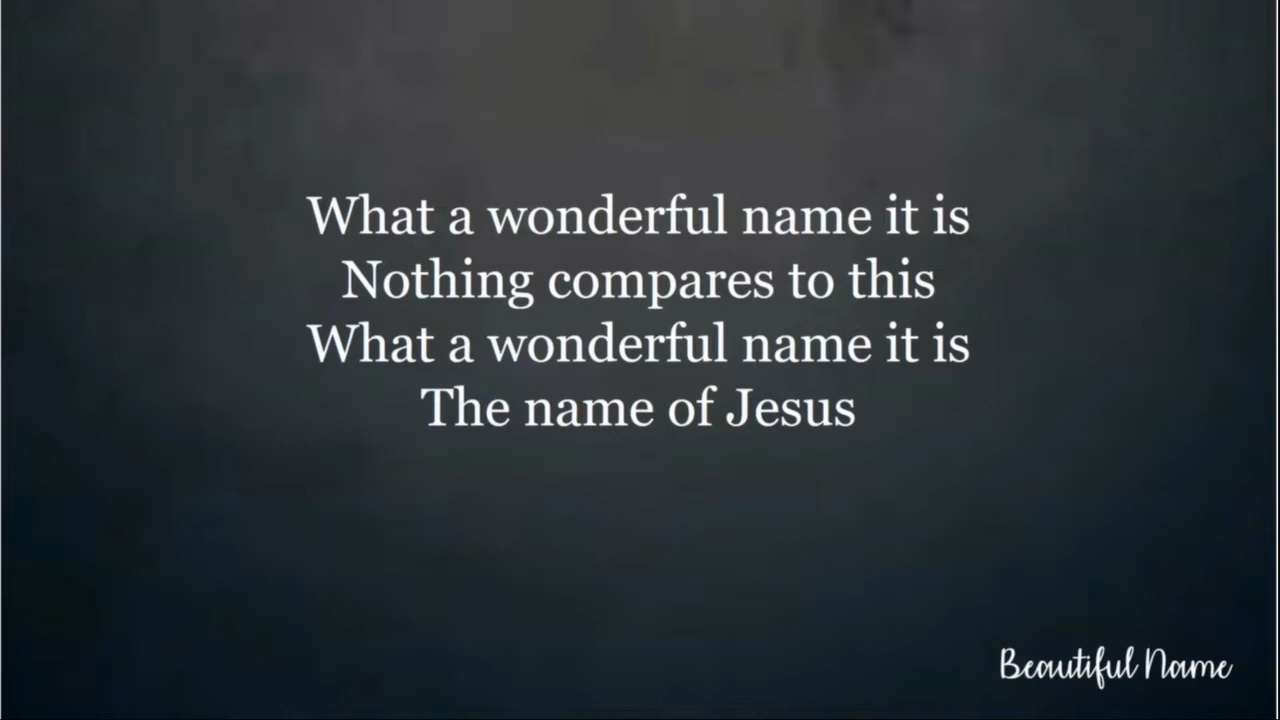 What a wonderful name it is
Nothing compares to this
What a wonderful name it is
The name of Jesus
Beautiful Name